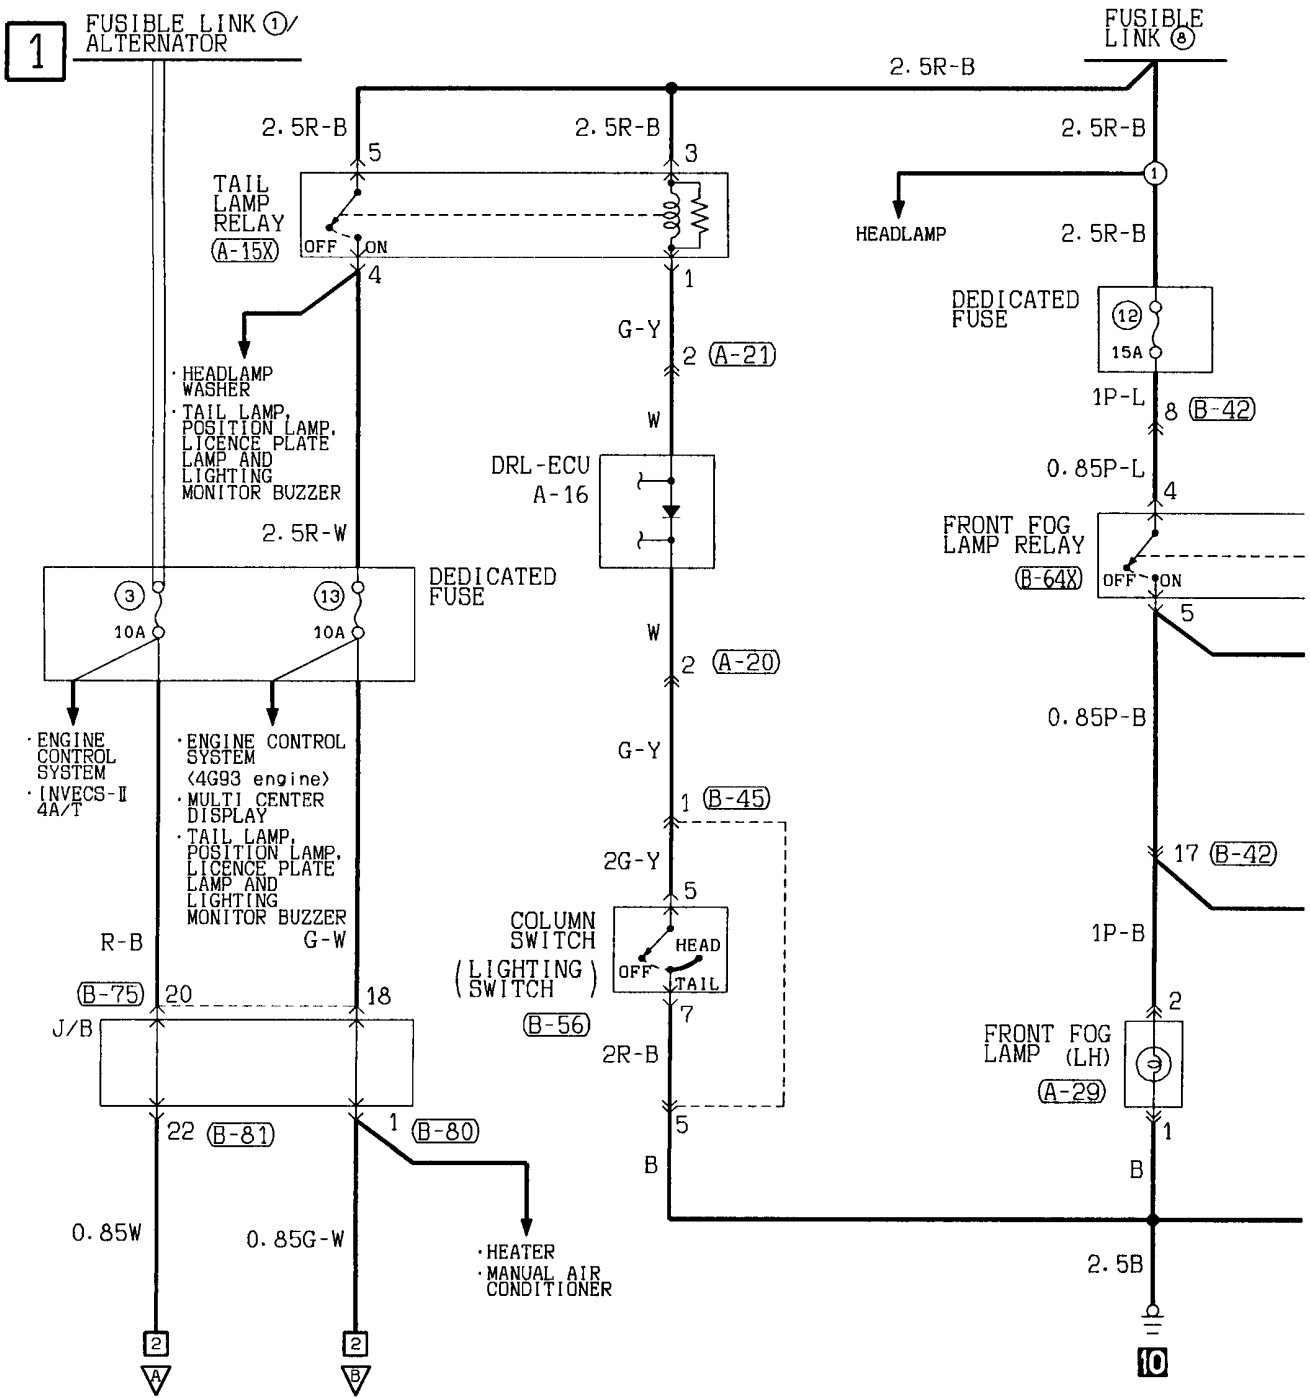 1
FUSIBLE LINK ①/
ALTERNATOR
FUSIBLE
LINK ⑧
2.5R-B
2.5R-B
2.5R-B
2.5R-B
5
3
1
TAIL
LAMP
RELAY
A-15X
OFF
ON
HEADLAMP
2.5R-B
4
1
DEDICATED
FUSE
12
15A
G-Y
2
A-21
· HEADLAMP
WASHER
· TAIL LAMP,
POSITION LAMP,
LICENCE PLATE
LAMP AND
LIGHTING
MONITOR BUZZER
1P-L
8
B-42
W
DRL-ECU
A-16
0.85P-L
4
2.5R-W
FRONT FOG
LAMP RELAY
B-64X
OFF
ON
5
DEDICATED
FUSE
3
10A
13
10A
W
2
A-20
0.85P-B
· ENGINE
CONTROL
SYSTEM
· INVECS-Ⅱ
4A/T
· ENGINE CONTROL
SYSTEM
<4G93 engine>
· MULTI CENTER
DISPLAY
· TAIL LAMP,
POSITION LAMP,
LICENCE PLATE
LAMP AND
LIGHTING
MONITOR BUZZER
G-Y
1
B-45
2G-Y
5
17
B-42
R-B
G-W
COLUMN
SWITCH
(LIGHTING
SWITCH)
B-56
HEAD
OFF
TAIL
7
1P-B
B-75
20
18
J/B
2R-B
2
FRONT FOG
LAMP (LH)
A-29
22
B-81
1
B-80
5
1
B
B
0.85W
0.85G-W
· HEATER
· MANUAL AIR
CONDITIONER
2.5B
2
A
2
B
10